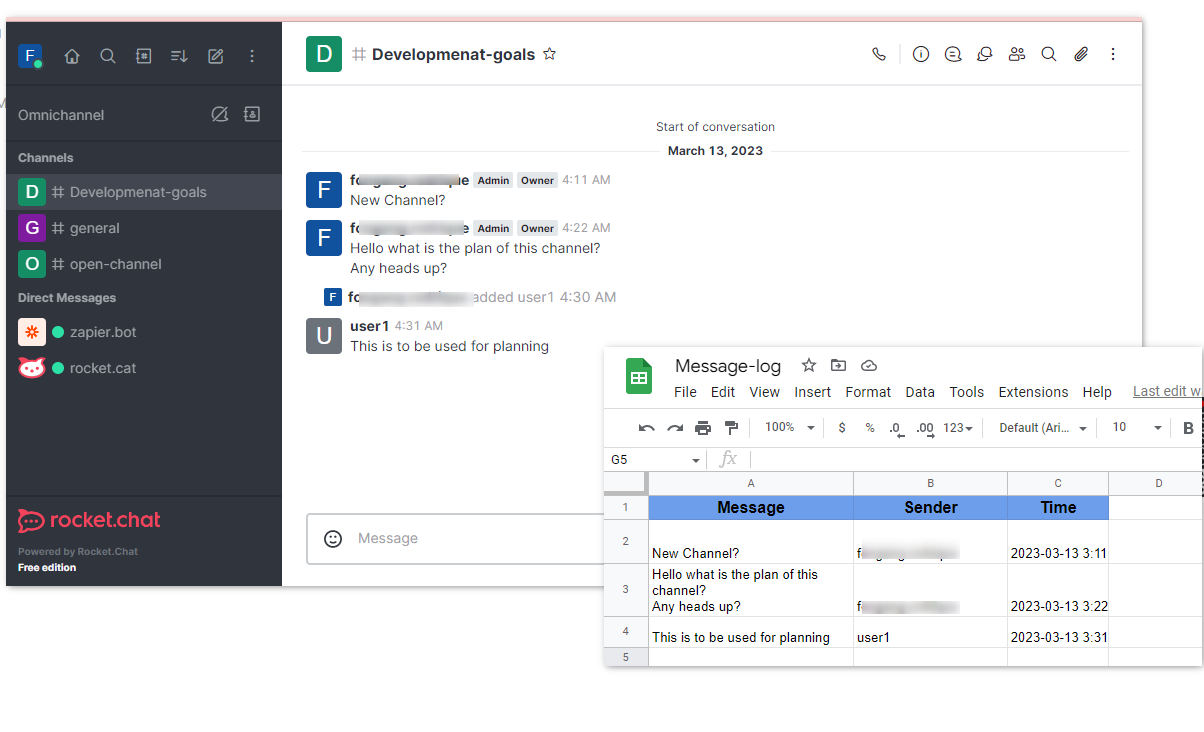 F
Omnichannel
Channels
D Developmenat-goals
G general
O open-channel
Direct Messages
zapier.bot
rocket.cat
rocket.chat
Powered by Rocket.Chat
Free edition
D # Developmenat-goals
Start of conversation
March 13, 2023
F Admin Owner 4:11 AM
New Channel?
F Admin Owner 4:22 AM
Hello what is the plan of this channel?
Any heads up?
F added user1 4:30 AM
U user1 4:31 AM
This is to be used for planning
Message
Message-log
File Edit View Insert Format Data Tools Extensions Help Last edit
100% $ % .0 .00 123 Default (Ari... 10 B
G5 fx
A B C D
1 Message Sender Time
2 New Channel? 2023-03-13 3:11
3 Hello what is the plan of this
channel?
Any heads up? 2023-03-13 3:22
4 This is to be used for planning user1 2023-03-13 3:31
5